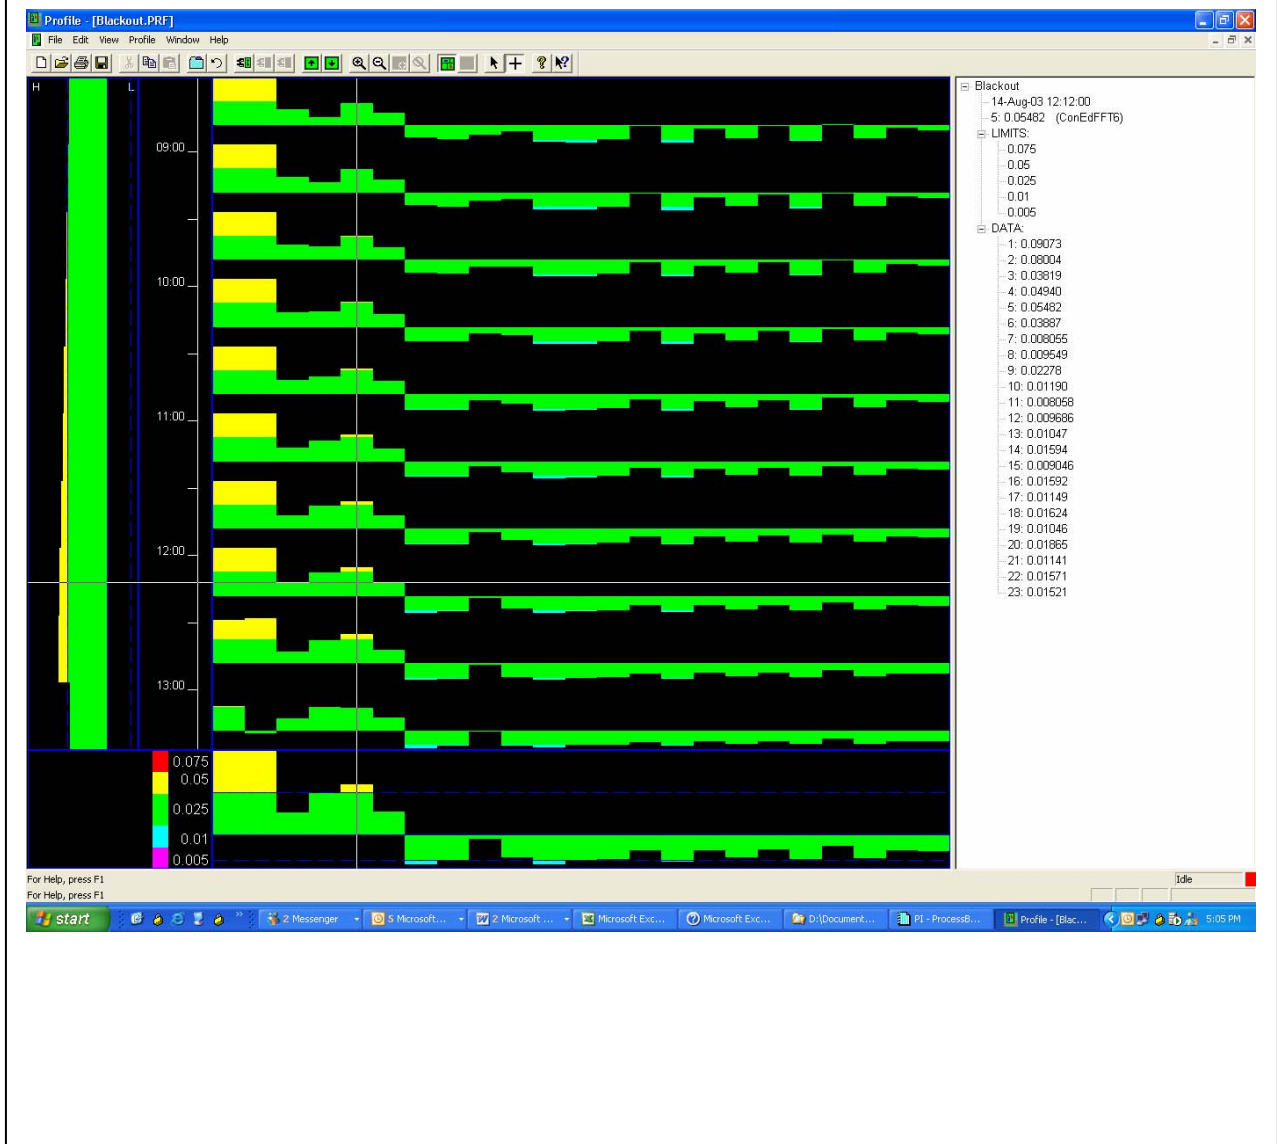 Profile - [Blackout.PRF]
File Edit View Profile Window Help
H L
09:00
10:00
11:00
12:00
13:00
0.075
0.05
0.025
0.01
0.005
Blackout
14-Aug-03 12:12:00
5: 0.05482 (ConEdFFT6)
LIMITS:
0.075
0.05
0.025
0.01
0.005
DATA:
1: 0.09073
2: 0.08004
3: 0.03819
4: 0.04940
5: 0.05482
6: 0.03887
7: 0.008055
8: 0.009549
9: 0.02278
10: 0.01190
11: 0.008058
12: 0.009686
13: 0.01047
14: 0.01594
15: 0.009046
16: 0.01592
17: 0.01149
18: 0.01624
19: 0.01046
20: 0.01865
21: 0.01141
22: 0.01571
23: 0.01521
For Help, press F1
Idle
For Help, press F1
start
2 Messenger
5 Microsoft...
2 Microsoft ...
Microsoft Exc...
Microsoft Exc...
D:\Document...
PI - ProcessB...
Profile - [Blac...
5:05 PM